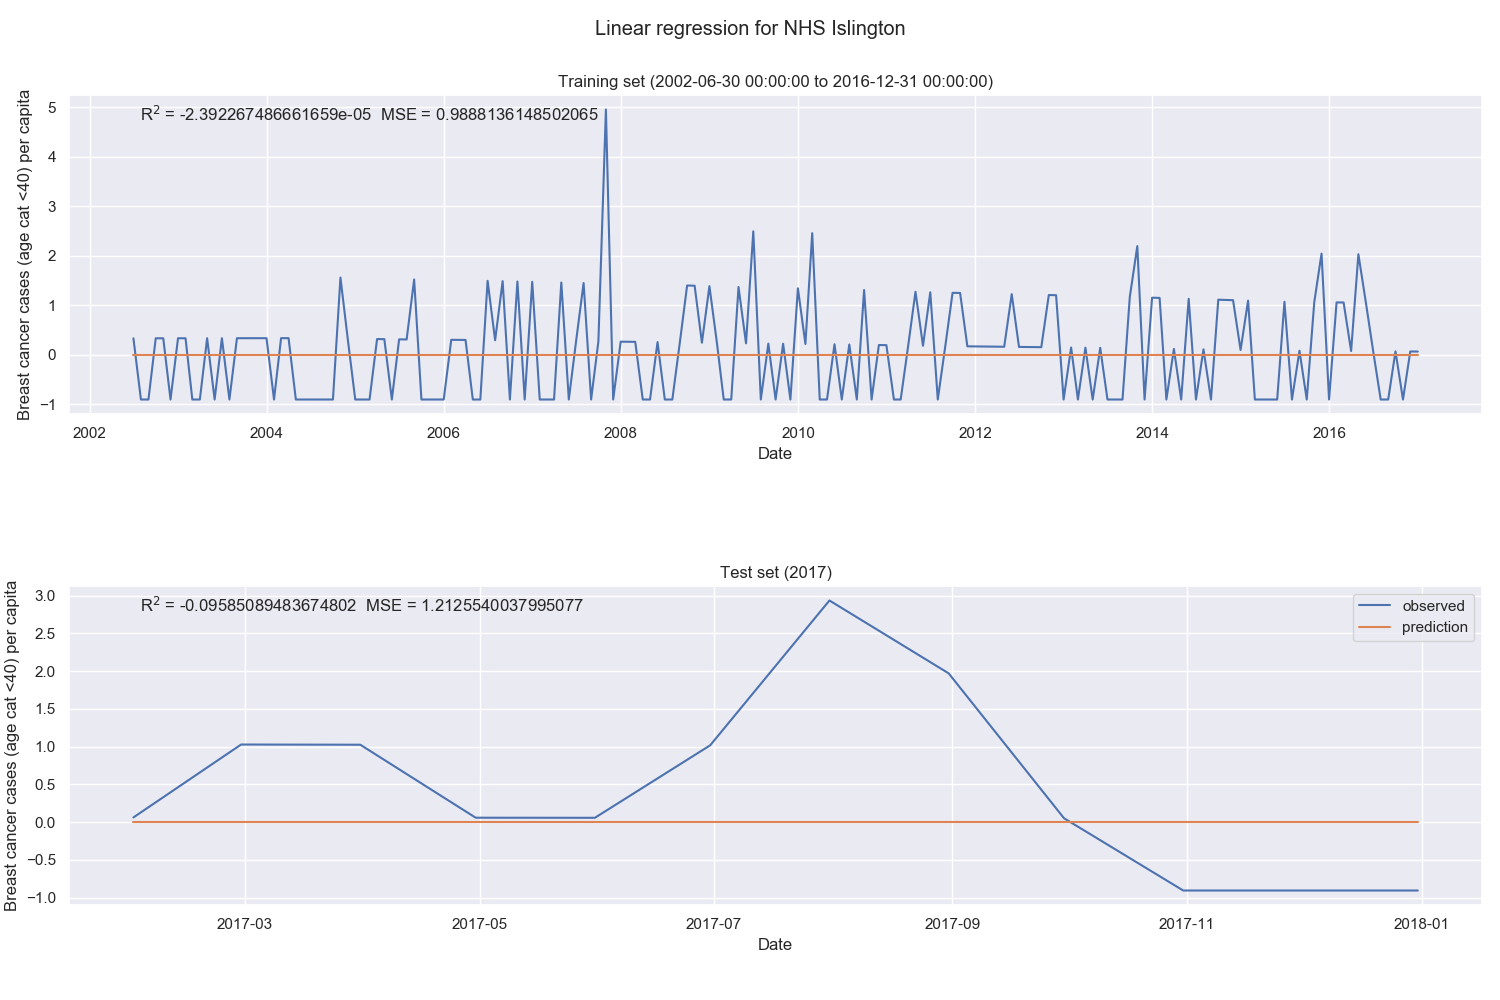 Linear regression for NHS Islington
Training set (2002-06-30 00:00:00 to 2016-12-31 00:00:00)
R² = -2.392267486661659e-05 MSE = 0.9888136148502065
Breast cancer cases (age cat <40) per capita
5
4
3
2
1
0
−1
2002 2004 2006 2008 2010 2012 2014 2016
Date
Test set (2017)
R² = -0.09585089483674802 MSE = 1.2125540037995077
observed
prediction
Breast cancer cases (age cat <40) per capita
3.0
2.5
2.0
1.5
1.0
0.5
0.0
−0.5
−1.0
2017-03 2017-05 2017-07 2017-09 2017-11 2018-01
Date